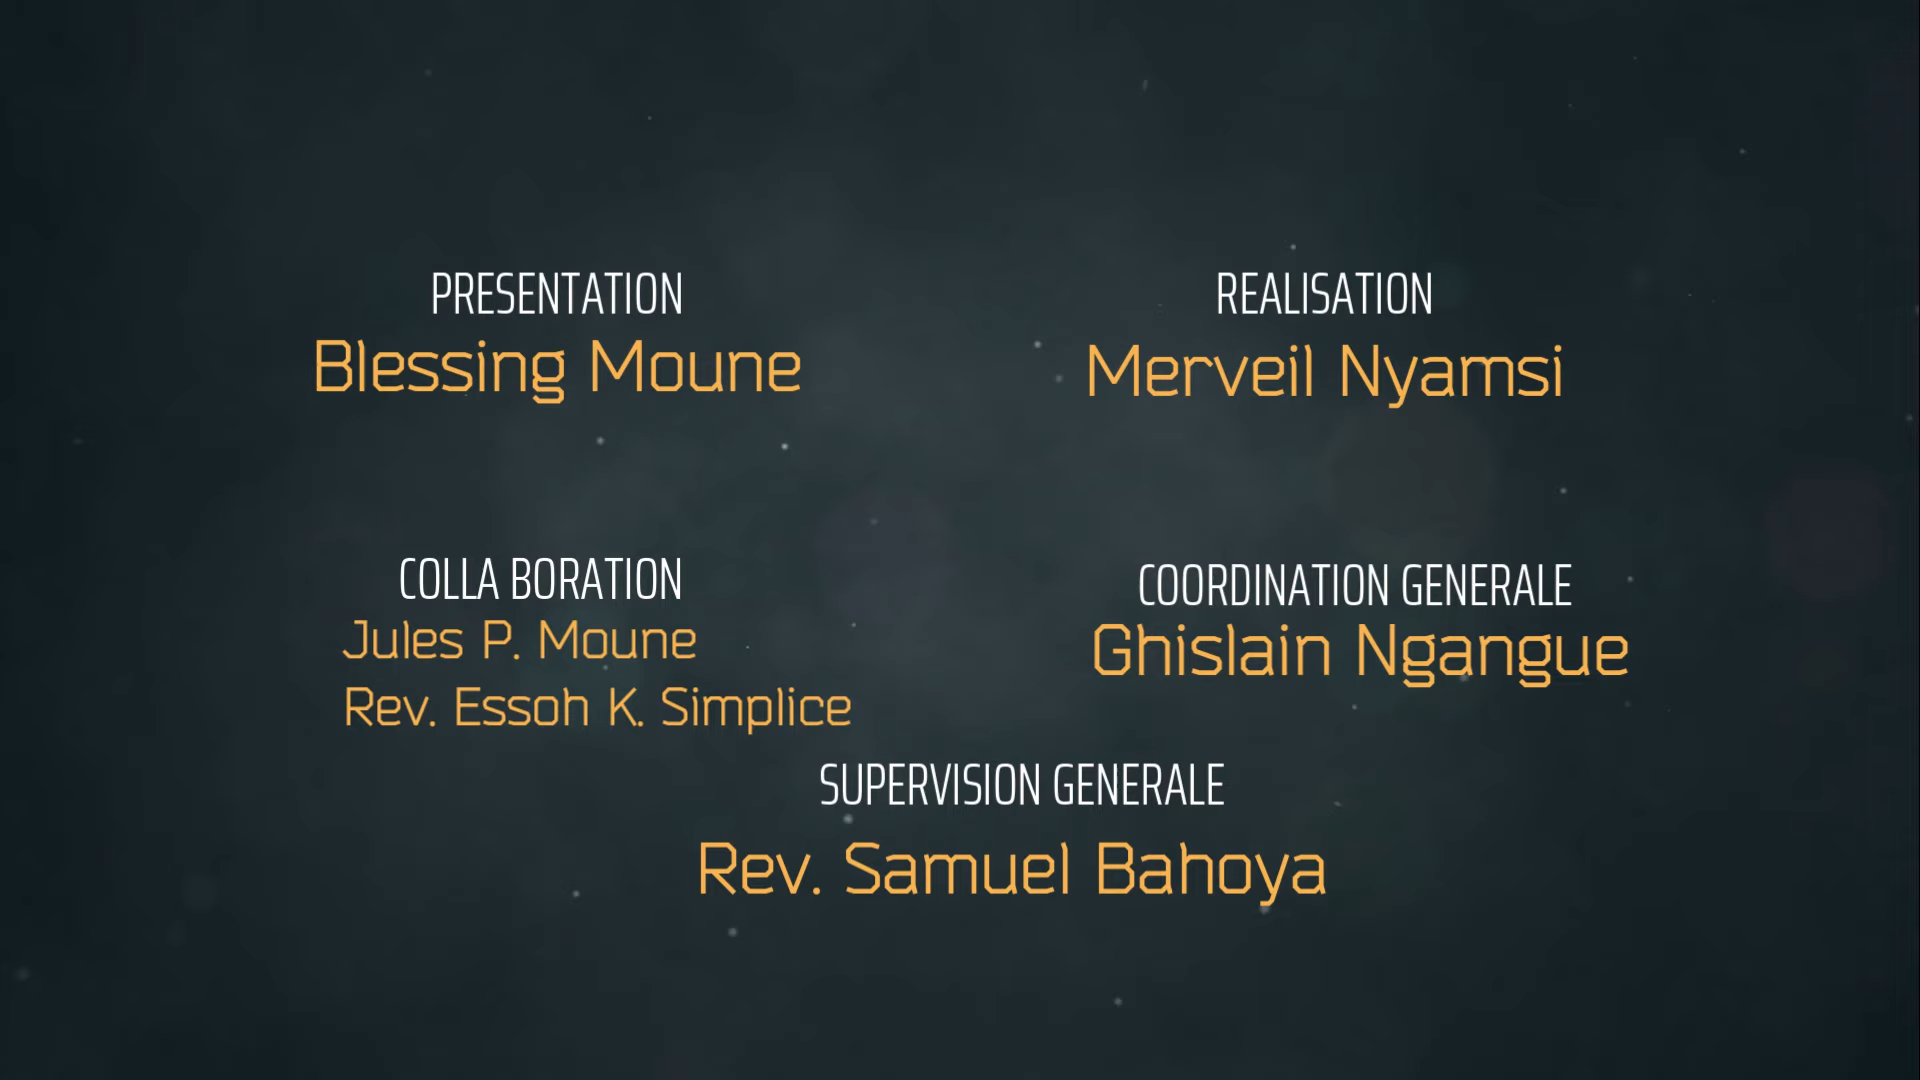 PRESENTATION
Blessing Moune
REALISATION
Merveil Nyamsi
COLLA BORATION
Jules P. Moune
Rev. Essoh K. Simplice
COORDINATION GENERALE
Ghislain Ngangue
SUPERVISION GENERALE
Rev. Samuel Bahoya